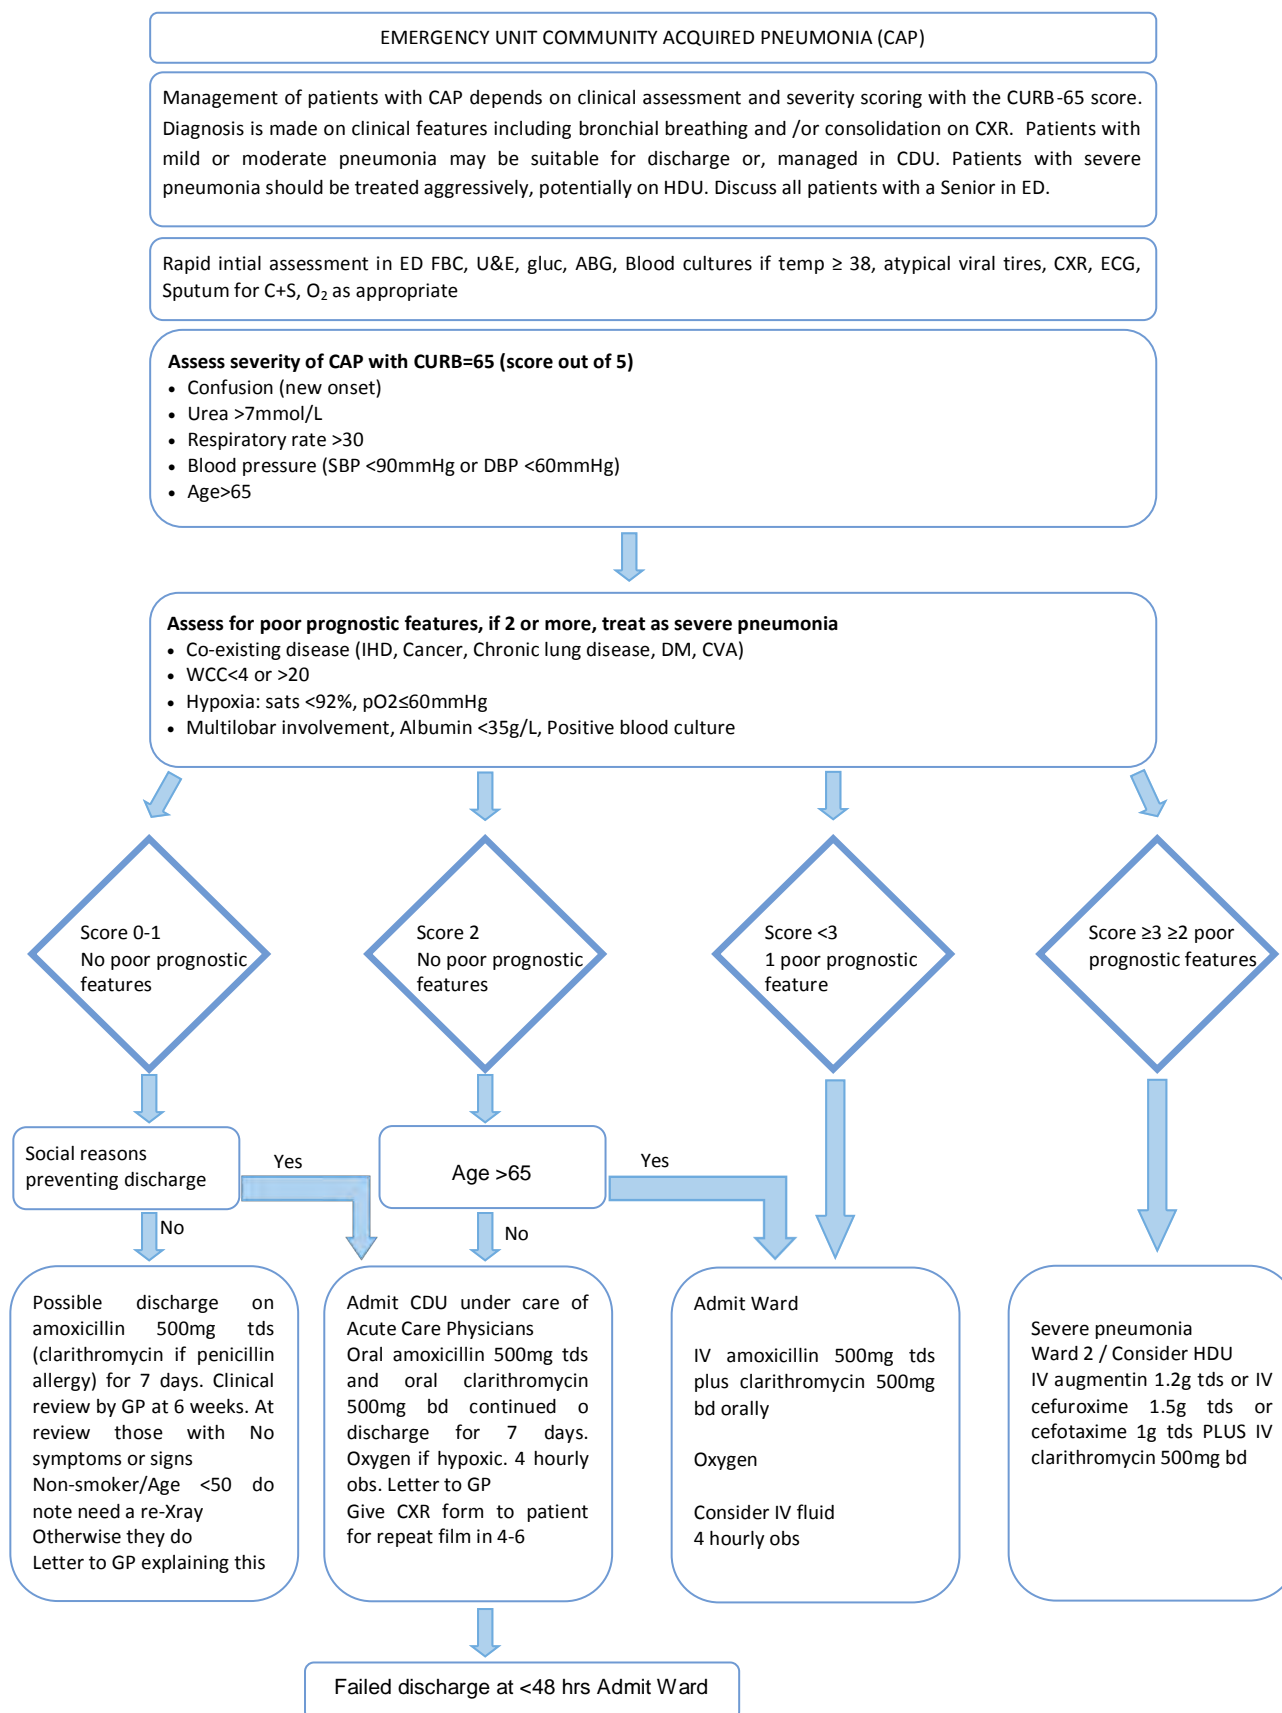 EMERGENCY UNIT COMMUNITY ACQUIRED PNEUMONIA (CAP)
Management of patients with CAP depends on clinical assessment and severity scoring with the CURB-65 score.
Diagnosis is made on clinical features including bronchial breathing and /or consolidation on CXR. Patients with
mild or moderate pneumonia may be suitable for discharge or, managed in CDU. Patients with severe
pneumonia should be treated aggressively, potentially on HDU. Discuss all patients with a Senior in ED.
Rapid intial assessment in ED FBC, U&E, gluc, ABG, Blood cultures if temp ≥ 38, atypical viral tires, CXR, ECG,
Sputum for C+S, O₂ as appropriate
Assess severity of CAP with CURB=65 (score out of 5)
• Confusion (new onset)
• Urea >7mmol/L
• Respiratory rate >30
• Blood pressure (SBP <90mmHg or DBP <60mmHg)
• Age>65
Assess for poor prognostic features, if 2 or more, treat as severe pneumonia
• Co-existing disease (IHD, Cancer, Chronic lung disease, DM, CVA)
• WCC<4 or >20
• Hypoxia: sats <92%, pO2≤60mmHg
• Multilobar involvement, Albumin <35g/L, Positive blood culture
Score 0-1
No poor prognostic
features
Score 2
No poor prognostic
features
Score <3
1 poor prognostic
feature
Score ≥3 ≥2 poor
prognostic features
Social reasons
preventing discharge
Yes
No
Age >65
Yes
No
Possible discharge on
amoxicillin 500mg tds
(clarithromycin if penicillin
allergy) for 7 days. Clinical
review by GP at 6 weeks. At
review those with No
symptoms or signs
Non-smoker/Age <50 do
note need a re-Xray
Otherwise they do
Letter to GP explaining this
Admit CDU under care of
Acute Care Physicians
Oral amoxicillin 500mg tds
and oral clarithromycin
500mg bd continued o
discharge for 7 days.
Oxygen if hypoxic. 4 hourly
obs. Letter to GP
Give CXR form to patient
for repeat film in 4-6
Admit Ward
IV amoxicillin 500mg tds
plus clarithromycin 500mg
bd orally
Oxygen
Consider IV fluid
4 hourly obs
Severe pneumonia
Ward 2 / Consider HDU
IV augmentin 1.2g tds or IV
cefuroxime 1.5g tds or
cefotaxime 1g tds PLUS IV
clarithromycin 500mg bd
Failed discharge at <48 hrs Admit Ward